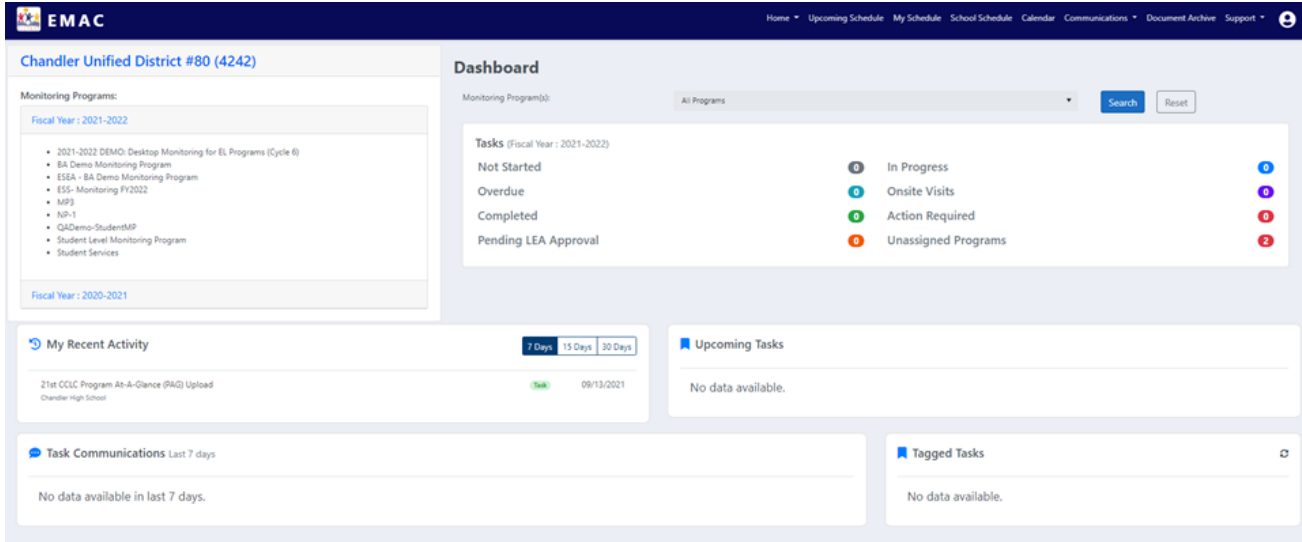 EMAC
Home Upcoming Schedule My Schedule School Schedule Calendar Communications Document Archive Support
Chandler Unified District #80 (4242)
Monitoring Programs:
Fiscal Year : 2021-2022
2021-2022 DEMO: Desktop Monitoring for EL Programs (Cycle 6)
BA Demo Monitoring Program
ESEA - BA Demo Monitoring Program
ESS- Monitoring FY2022
MP3
NP-1
QADemo-StudentMP
Student Level Monitoring Program
Student Services
Fiscal Year : 2020-2021
Dashboard
Monitoring Program(s): All Programs Search Reset
Tasks (Fiscal Year : 2021-2022)
Not Started 0 In Progress 0
Overdue 0 Onsite Visits 0
Completed 0 Action Required 0
Pending LEA Approval 0 Unassigned Programs 2
My Recent Activity 7 Days 15 Days 30 Days
21st CCLC Program At-A-Glance (PAG) Upload Task 09/13/2021
Chandler High School
Upcoming Tasks
No data available.
Task Communications Last 7 days
No data available in last 7 days.
Tagged Tasks
No data available.